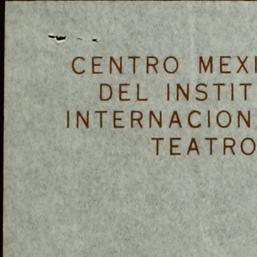 CENTRO MEXI
DEL INSTIT
INTERNACION
TEATRO